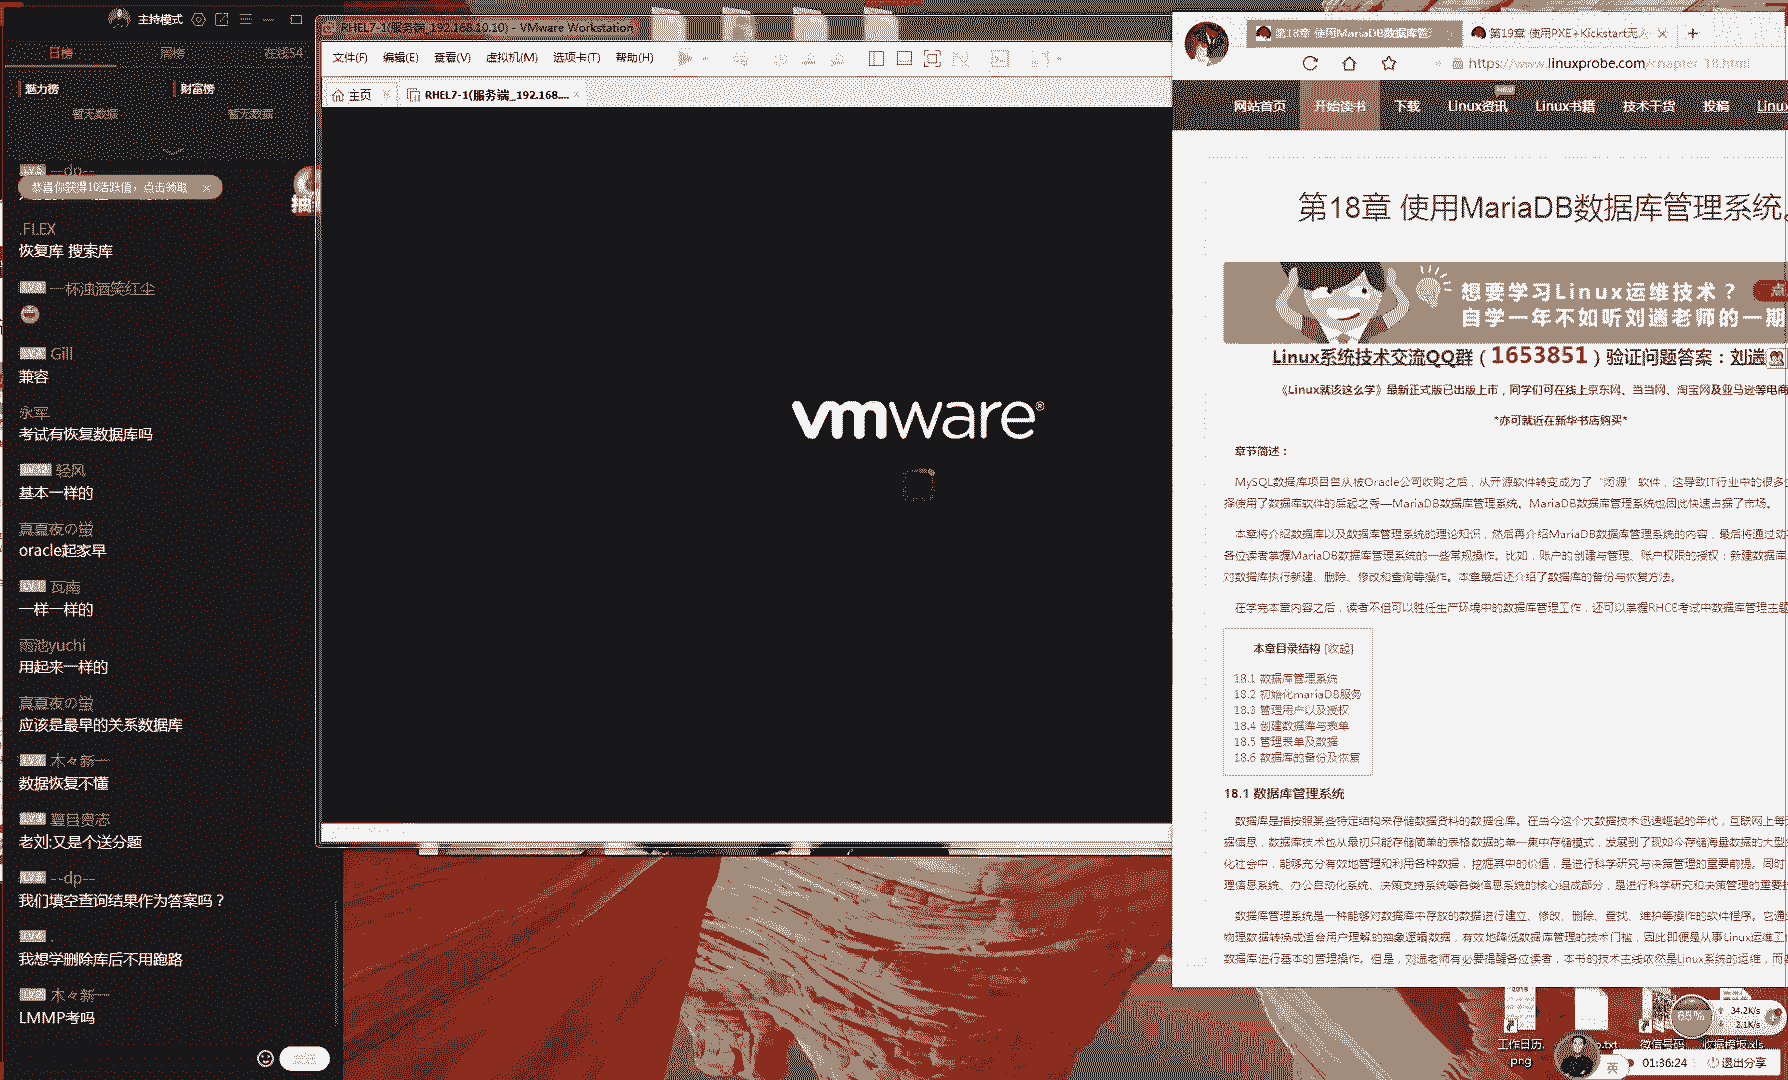 主持模式
日榜
周榜
在线54
魅力榜
财富榜
暂无数据
暂无数据
--dp--
恭喜你获得10活跃值，点击领取
.FLEX
恢复库 搜索库
一杯浊酒笑红尘
Gill
兼容
永军
考试有恢复数据库吗
轻风
基本一样的
真夏夜の蛍
oracle起家早
瓦南
一样一样的
雨池yuchi
用起来一样的
真夏夜の蛍
应该是最早的关系数据库
木々新一
数据恢复不懂
夏目贵志
老刘:又是个送分题
--dp--
我们填空查询结果作为答案吗？
.
我想学删除库后不用跑路
木々新一
LMMP考吗
RHEL7-1(服务端_192.168.10.10) - VMware Workstation
文件(F) 编辑(E) 查看(V) 虚拟机(M) 选项卡(T) 帮助(H)
主页
RHEL7-1(服务端_192.168....
vmware®
第18章 使用MariaDB数据库管
第19章 使用PXE+Kickstart无人
https://www.linuxprobe.com/chapter-18.html
网站首页 开始读书 下载 Linux资讯 Linux书籍 技术干货 投稿 Linux
NEW
第18章 使用MariaDB数据库管理系统。
想要学习Linux运维技术？
点
自学一年不如听刘遄老师的一期
Linux系统技术交流QQ群（1653851）验证问题答案：刘遄
《Linux就该这么学》最新正式版已出版上市，同学们可在线上京东网、当当网、淘宝网及亚马逊等电商
*亦可就近在新华书店购买*
章节简述：
MySQL数据库项目自从被Oracle公司收购之后，从开源软件转变成为了“闭源”软件，这导致IT行业中的很多企
择使用了数据库软件的后起之秀—MariaDB数据库管理系统。MariaDB数据库管理系统也因此快速占据了市场。
本章将介绍数据库以及数据库管理系统的理论知识，然后再介绍MariaDB数据库管理系统的内容，最后将通过动
各位读者掌握MariaDB数据库管理系统的一些常规操作。比如，账户的创建与管理、账户权限的授权；新建数据库、
对数据库执行新建、删除、修改和查询等操作。本章最后还介绍了数据库的备份与恢复方法。
在学完本章内容之后，读者不但可以胜任生产环境中的数据库管理工作，还可以掌握RHCE考试中数据库管理主题
本章目录结构 [收起]
18.1 数据库管理系统
18.2 初始化mariaDB服务
18.3 管理用户以及授权
18.4 创建数据库与表单
18.5 管理表单及数据
18.6 数据库的备份及恢复
18.1 数据库管理系统
数据库是指按照某些特定结构来存储数据资料的数据仓库。在当今这个大数据技术迅速崛起的年代，互联网上每天
据信息，数据库技术也从最初只能存储简单的表格数据的单一集中存储模式，发展到了现如今存储海量数据的大型分
化社会中，能够充分有效地管理和利用各种数据，挖掘其中的价值，是进行科学研究与决策管理的重要前提。同时
理信息系统、办公自动化系统、决策支持系统等各类信息系统的核心组成部分，是进行科学研究和决策管理的重要技
数据库管理系统是一种能够对数据库中存放的数据进行建立、修改、删除、查找、维护等操作的软件程序。它通
物理数据转换成适合用户理解的抽象逻辑数据，有效地降低数据库管理的技术门槛，因此即便是从事Linux运维工
数据库进行基本的管理操作。但是，刘遄老师有必要提醒各位读者，本书的技术主线依然是Linux系统的运维，而
工作日历.
png
txt
微信号码
收据模板.xls
65%
34.2K/s
2.1K/s
英
01:36:24
退出分享